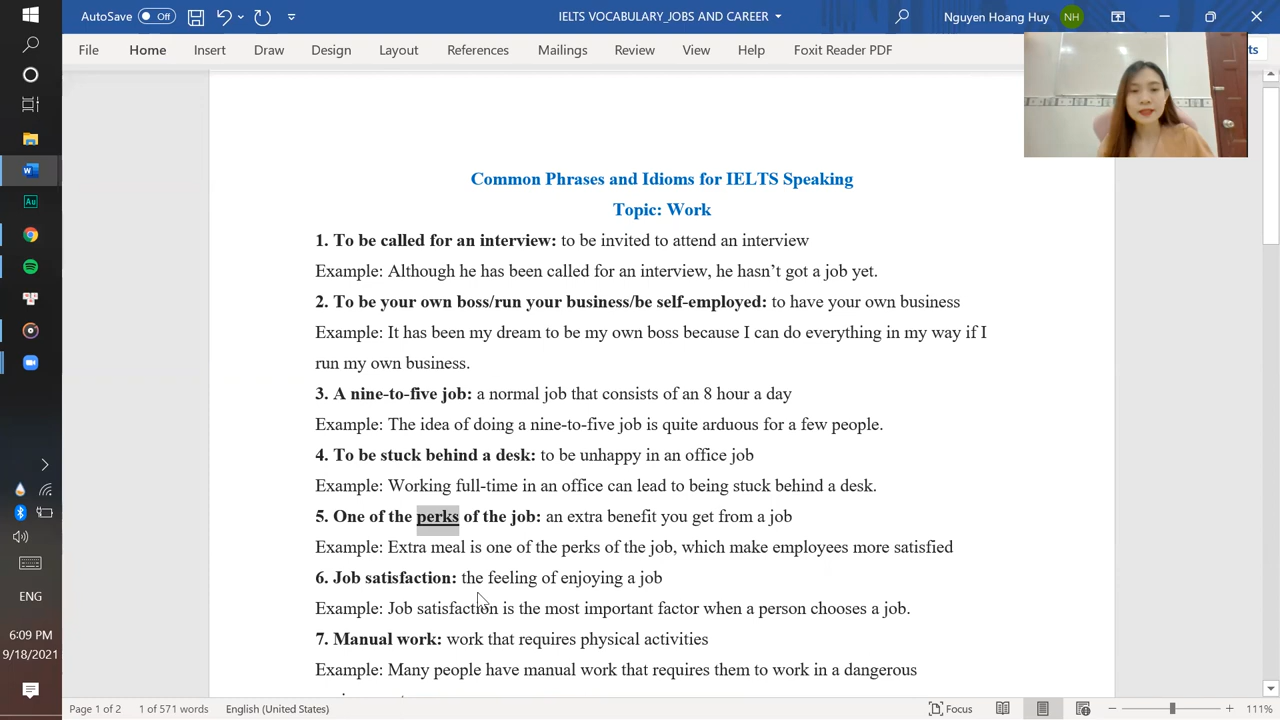 AutoSave Off IELTS VOCABULARY_JOBS AND CAREER Nguyen Hoang Huy NH
File Home Insert Draw Design Layout References Mailings Review View Help Foxit Reader PDF
Common Phrases and Idioms for IELTS Speaking
Topic: Work
1. To be called for an interview: to be invited to attend an interview
Example: Although he has been called for an interview, he hasn’t got a job yet.
2. To be your own boss/run your business/be self-employed: to have your own business
Example: It has been my dream to be my own boss because I can do everything in my way if I
run my own business.
3. A nine-to-five job: a normal job that consists of an 8 hour a day
Example: The idea of doing a nine-to-five job is quite arduous for a few people.
4. To be stuck behind a desk: to be unhappy in an office job
Example: Working full-time in an office can lead to being stuck behind a desk.
5. One of the perks of the job: an extra benefit you get from a job
Example: Extra meal is one of the perks of the job, which make employees more satisfied
6. Job satisfaction: the feeling of enjoying a job
Example: Job satisfaction is the most important factor when a person chooses a job.
7. Manual work: work that requires physical activities
Example: Many people have manual work that requires them to work in a dangerous
ENG
6:09 PM
9/18/2021
Page 1 of 2 1 of 571 words English (United States) Focus 111%